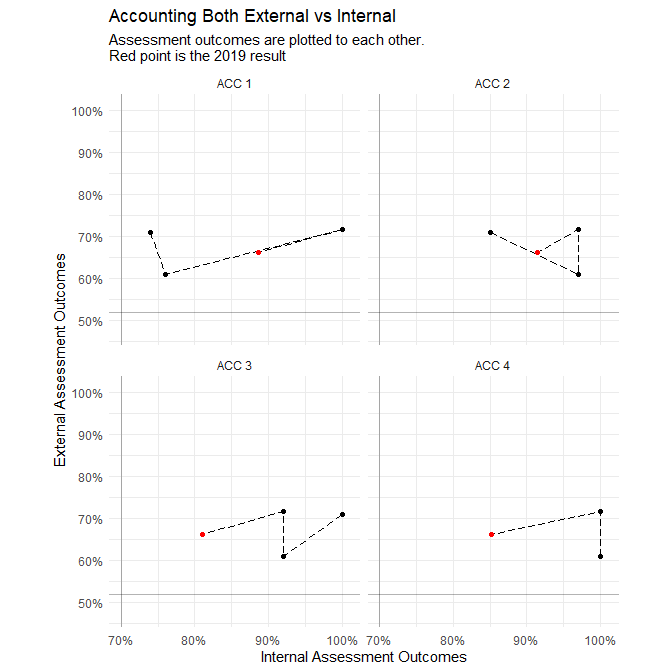 Accounting Both External vs Internal
Assessment outcomes are plotted to each other.
Red point is the 2019 result
ACC 1
ACC 2
100%
90%
80%
70%
60%
50%
External Assessment Outcomes
ACC 3
ACC 4
100%
90%
80%
70%
60%
50%
70%
80%
90%
100%
70%
80%
90%
100%
Internal Assessment Outcomes